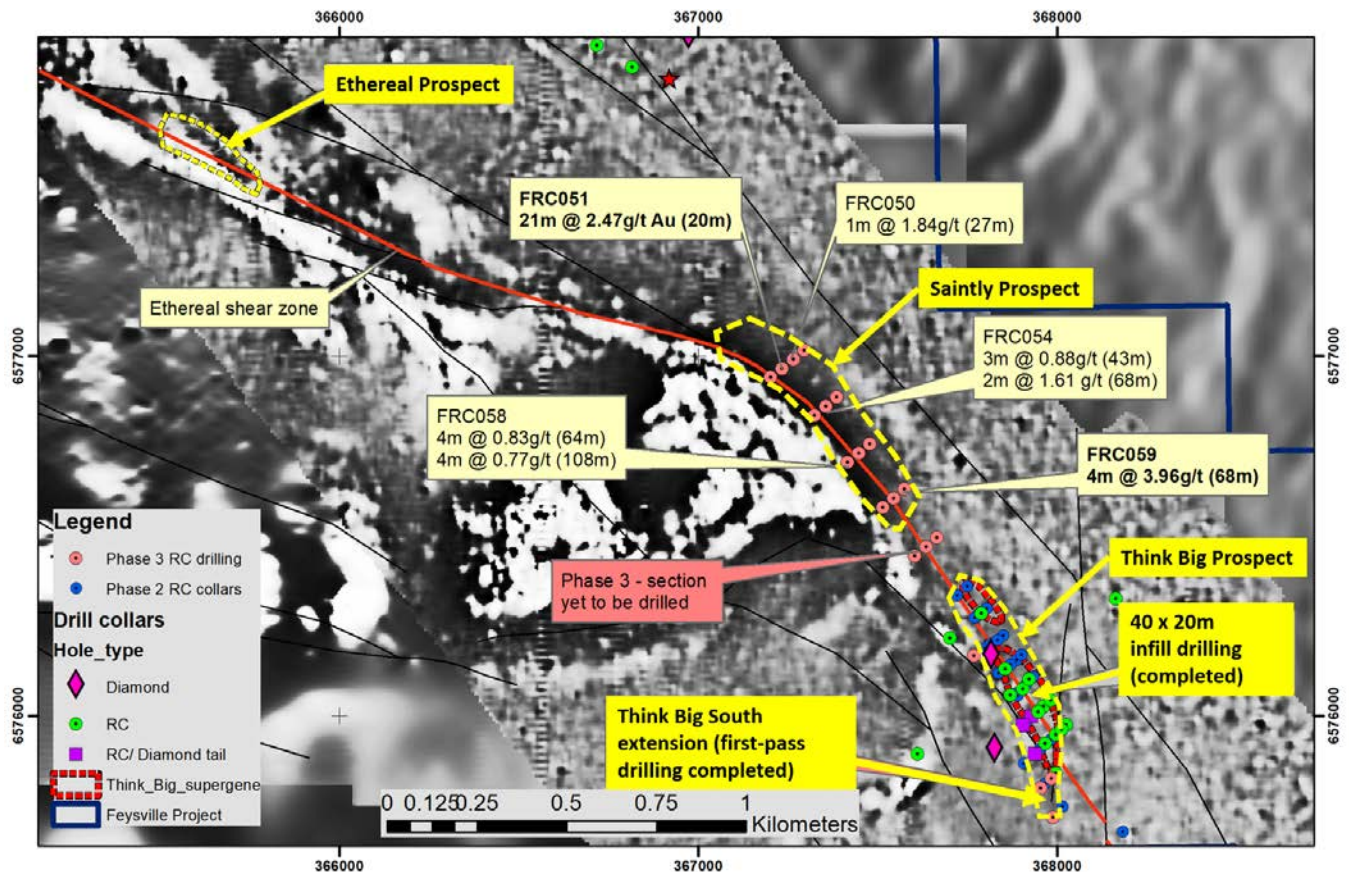 366000
367000
368000
Ethereal Prospect
FRC051
21m @ 2.47g/t Au (20m)
FRC050
1m @ 1.84g/t (27m)
Saintly Prospect
Ethereal shear zone
6577000
6577000
FRC054
3m @ 0.88g/t (43m)
2m @ 1.61 g/t (68m)
FRC058
4m @ 0.83g/t (64m)
4m @ 0.77g/t (108m)
FRC059
4m @ 3.96g/t (68m)
Legend
Phase 3 RC drilling
Phase 2 RC collars
Drill collars
Hole_type
Diamond
RC
RC/ Diamond tail
Think_Big_supergene
Feysville Project
Phase 3 - section
yet to be drilled
Think Big Prospect
40 x 20m
infill drilling
(completed)
6576000
6576000
Think Big South
extension (first-pass
drilling completed)
0 0.125 0.25 0.5 0.75 1
Kilometers
366000
367000
368000